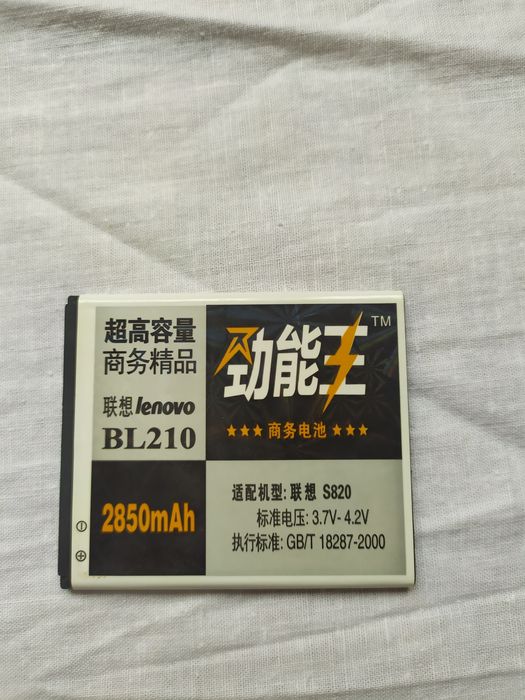 超高容量
商务精品
联想 lenovo
BL210
2850mAh
⊖
⊕
劲能王™
★★★商务电池★★★
适配机型: 联想 S820
标准电压: 3.7V- 4.2V
执行标准: GB/T 18287-2000